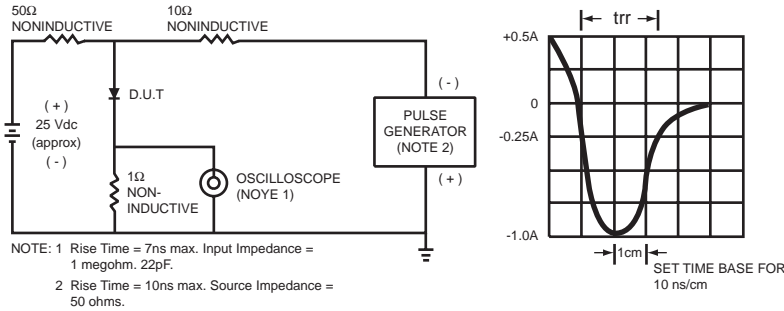 50Ω
NONINDUCTIVE
10Ω
NONINDUCTIVE
( + )
25 Vdc
(approx)
( - )
D.U.T
1Ω
NON-
INDUCTIVE
OSCILLOSCOPE
(NOYE 1)
( - )
PULSE
GENERATOR
(NOTE 2)
( + )
NOTE: 1 Rise Time = 7ns max. Input Impedance =
1 megohm. 22pF.
2 Rise Time = 10ns max. Source Impedance =
50 ohms.
trr
+0.5A
0
-0.25A
-1.0A
1cm
SET TIME BASE FOR
10 ns/cm